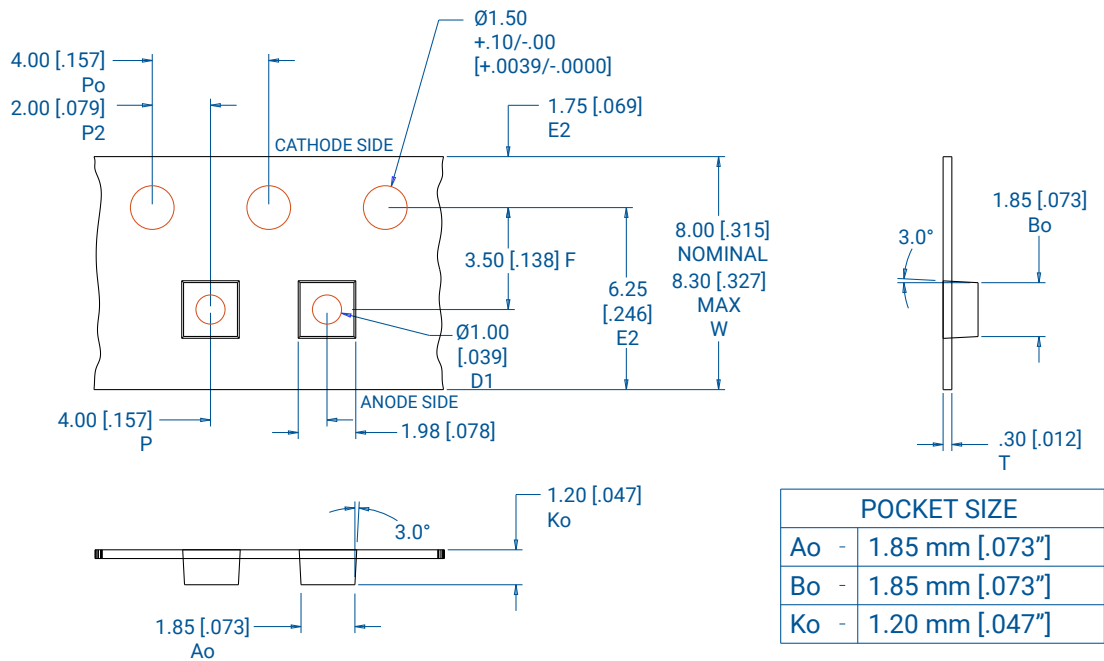 Ø1.50
+.10/-.00
[+.0039/-.0000]
4.00 [.157]
Po
2.00 [.079]
P2
1.75 [.069]
E2
CATHODE SIDE
8.00 [.315]
NOMINAL
8.30 [.327]
MAX
W
3.50 [.138] F
6.25
[.246]
E2
Ø1.00
[.039]
D1
ANODE SIDE
4.00 [.157]
P
1.98 [.078]
1.85 [.073]
Bo
3.0°
.30 [.012]
T
1.20 [.047]
Ko
3.0°
1.85 [.073]
Ao
POCKET SIZE
Ao - 1.85 mm [.073”]
Bo - 1.85 mm [.073”]
Ko - 1.20 mm [.047”]